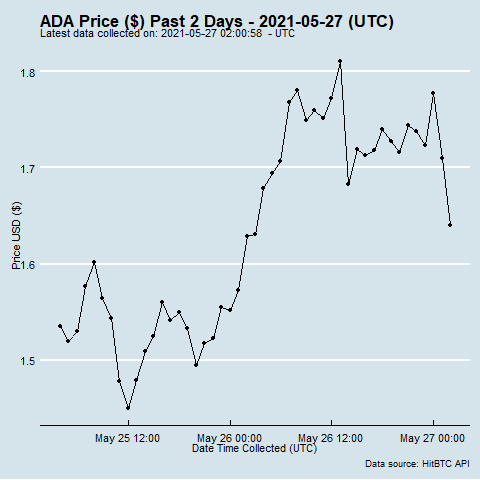 ADA Price ($) Past 2 Days - 2021-05-27 (UTC)
Latest data collected on: 2021-05-27 02:00:58 - UTC
1.8
1.7
1.6
1.5
Price USD ($)
May 25 12:00
May 26 00:00
May 26 12:00
May 27 00:00
Date Time Collected (UTC)
Data source: HitBTC API